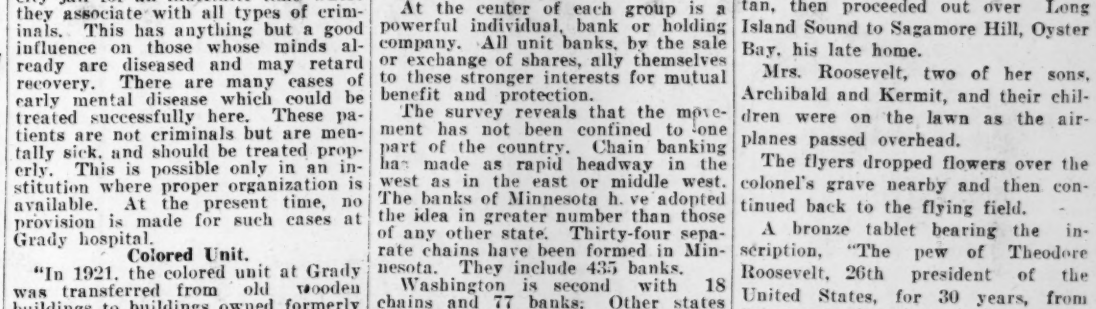 they associate with all types of crim-
inals. This has anything but a good
influence on those whose minds al-
ready are diseased and may retard
recovery. There are many cases of
early mental disease which could be
treated successfully here. These pa-
tients are not criminals but are men-
tally sick, and should be treated prop-
erly. This is possible only in an in-
stitution where proper organization is
available. At the present time, no
provision is made for such cases at
Grady hospital.
Colored Unit.
"In 1921, the colored unit at Grady
was transferred from old wooden
buildings to buildings owned formerly
At the center of each group is a
powerful individual, bank or holding
company. All unit banks, by the sale
or exchange of shares, ally themselves
to these stronger interests for mutual
benefit and protection.
The survey reveals that the move-
ment has not been confined to one
part of the country. Chain banking
has made as rapid headway in the
west as in the east or middle west.
The banks of Minnesota h. ve adopted
the idea in greater number than those
of any other state. Thirty-four sepa-
rate chains have been formed in Min-
nesota. They include 435 banks.
Washington is second with 18
chains and 77 banks. Other states
tan, then proceeded out over Long
Island Sound to Sagamore Hill, Oyster
Bay, his late home.
Mrs. Roosevelt, two of her sons,
Archibald and Kermit, and their chil-
dren were on the lawn as the air-
planes passed overhead.
The flyers dropped flowers over the
colonel's grave nearby and then con-
tinued back to the flying field.
A bronze tablet bearing the in-
scription, "The pew of Theodore
Roosevelt, 26th president of the
United States, for 30 years, from